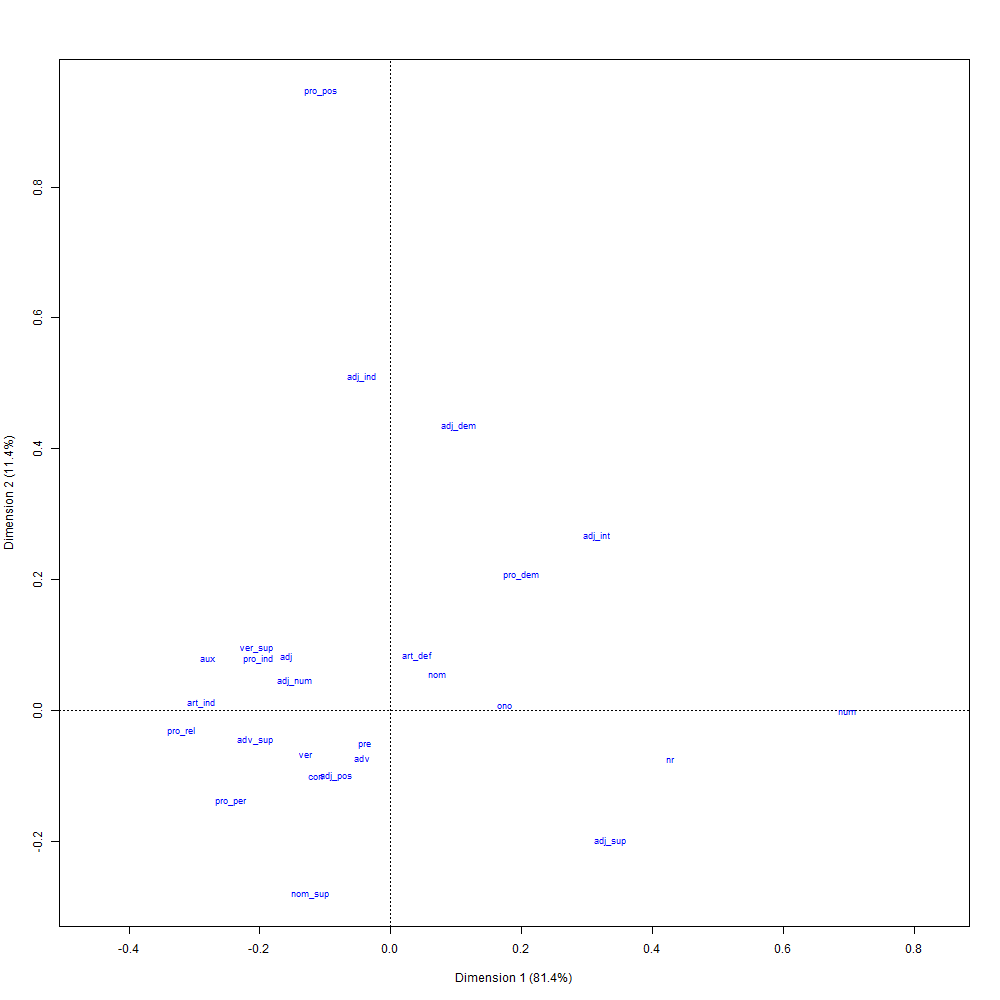 pro_pos
0.8
0.6
adj_ind
adj_dem
0.4
Dimension 2 (11.4%)
adj_int
pro_dem
0.2
ver_sup
aux
pro_ind
adj
art_def
nom
adj_num
art_ind
ono
0.0
num
pro_rel
adv_sup
pre
ver
adv
nr
con
adj_pos
pro_per
-0.2
adj_sup
nom_sup
-0.4
-0.2
0.0
0.2
0.4
0.6
0.8
Dimension 1 (81.4%)